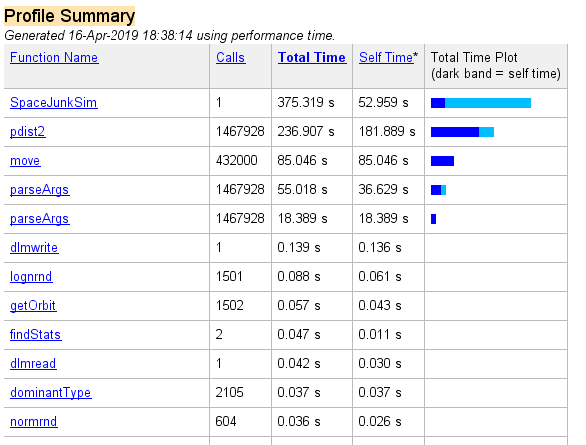 Profile Summary
Generated 16-Apr-2019 18:38:14 using performance time.
Function Name Calls Total Time Self Time* Total Time Plot
(dark band = self time)
SpaceJunkSim 1 375.319 s 52.959 s
pdist2 1467928 236.907 s 181.889 s
move 432000 85.046 s 85.046 s
parseArgs 1467928 55.018 s 36.629 s
parseArgs 1467928 18.389 s 18.389 s
dlmwrite 1 0.139 s 0.136 s
lognrnd 1501 0.088 s 0.061 s
getOrbit 1502 0.057 s 0.043 s
findStats 2 0.047 s 0.011 s
dlmread 1 0.042 s 0.030 s
dominantType 2105 0.037 s 0.037 s
normrnd 604 0.036 s 0.026 s